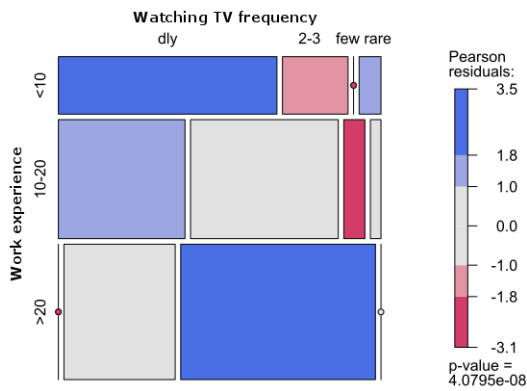 Watching TV frequency
dly 2-3 few rare
Work experience
<10
10-20
>20
Pearson
residuals:
3.5
1.8
1.0
0.0
-1.0
-1.8
-3.1
p-value =
4.0795e-08